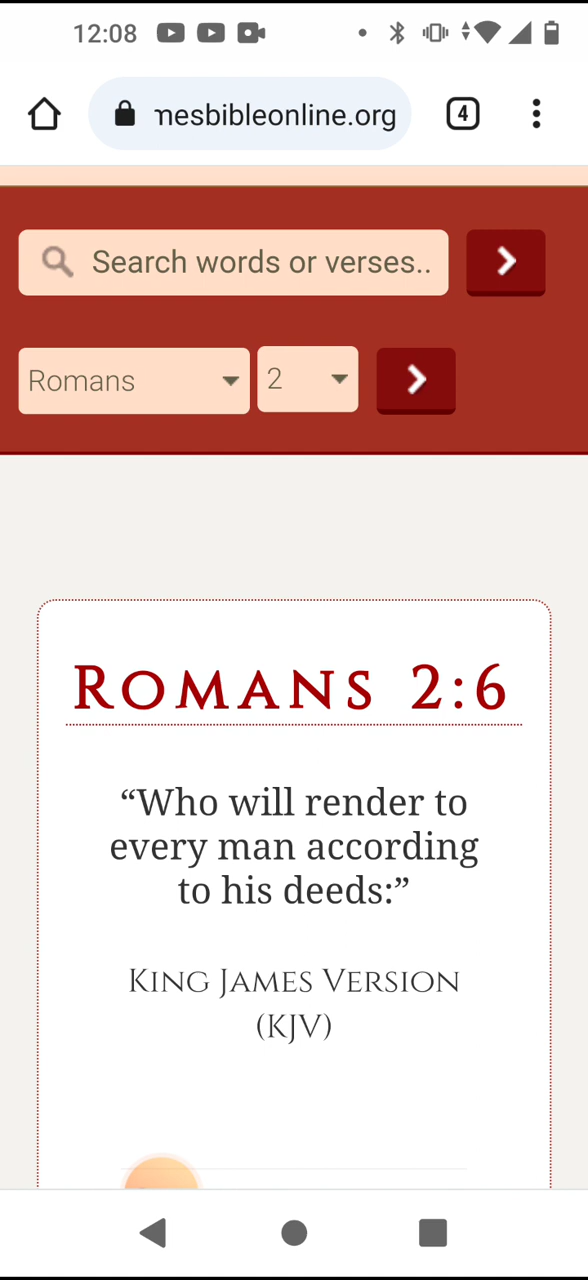 12:08
nesbibleonline.org
4
Search words or verses..
Romans
2
ROMANS 2:6
“Who will render to
every man according
to his deeds:”
KING JAMES VERSION
(KJV)